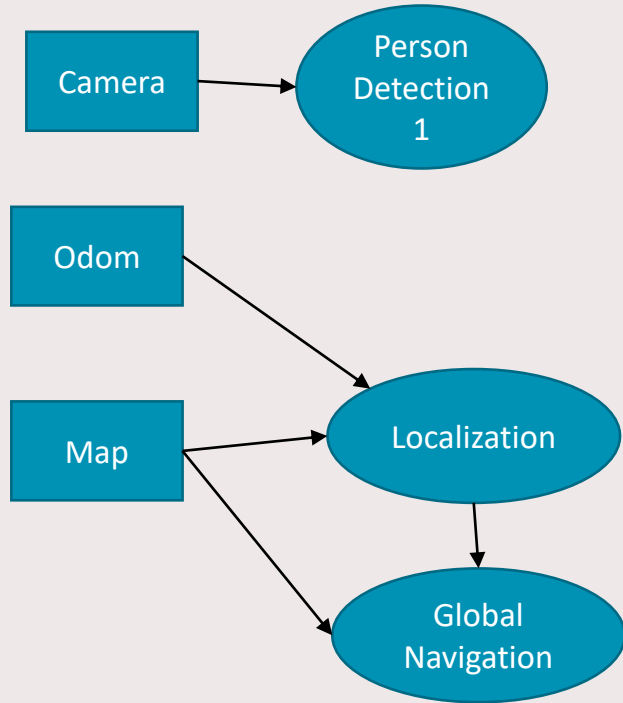 Camera
Person
Detection
1
Odom
Map
Localization
Global
Navigation